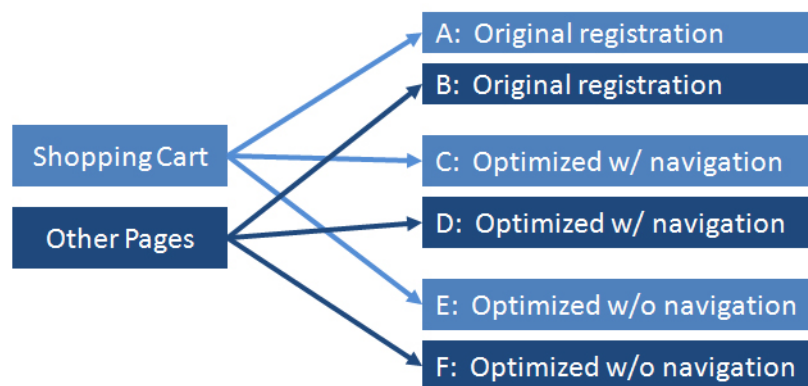 A: Original registration
B: Original registration
Shopping Cart
C: Optimized w/ navigation
Other Pages
D: Optimized w/ navigation
E: Optimized w/o navigation
F: Optimized w/o navigation